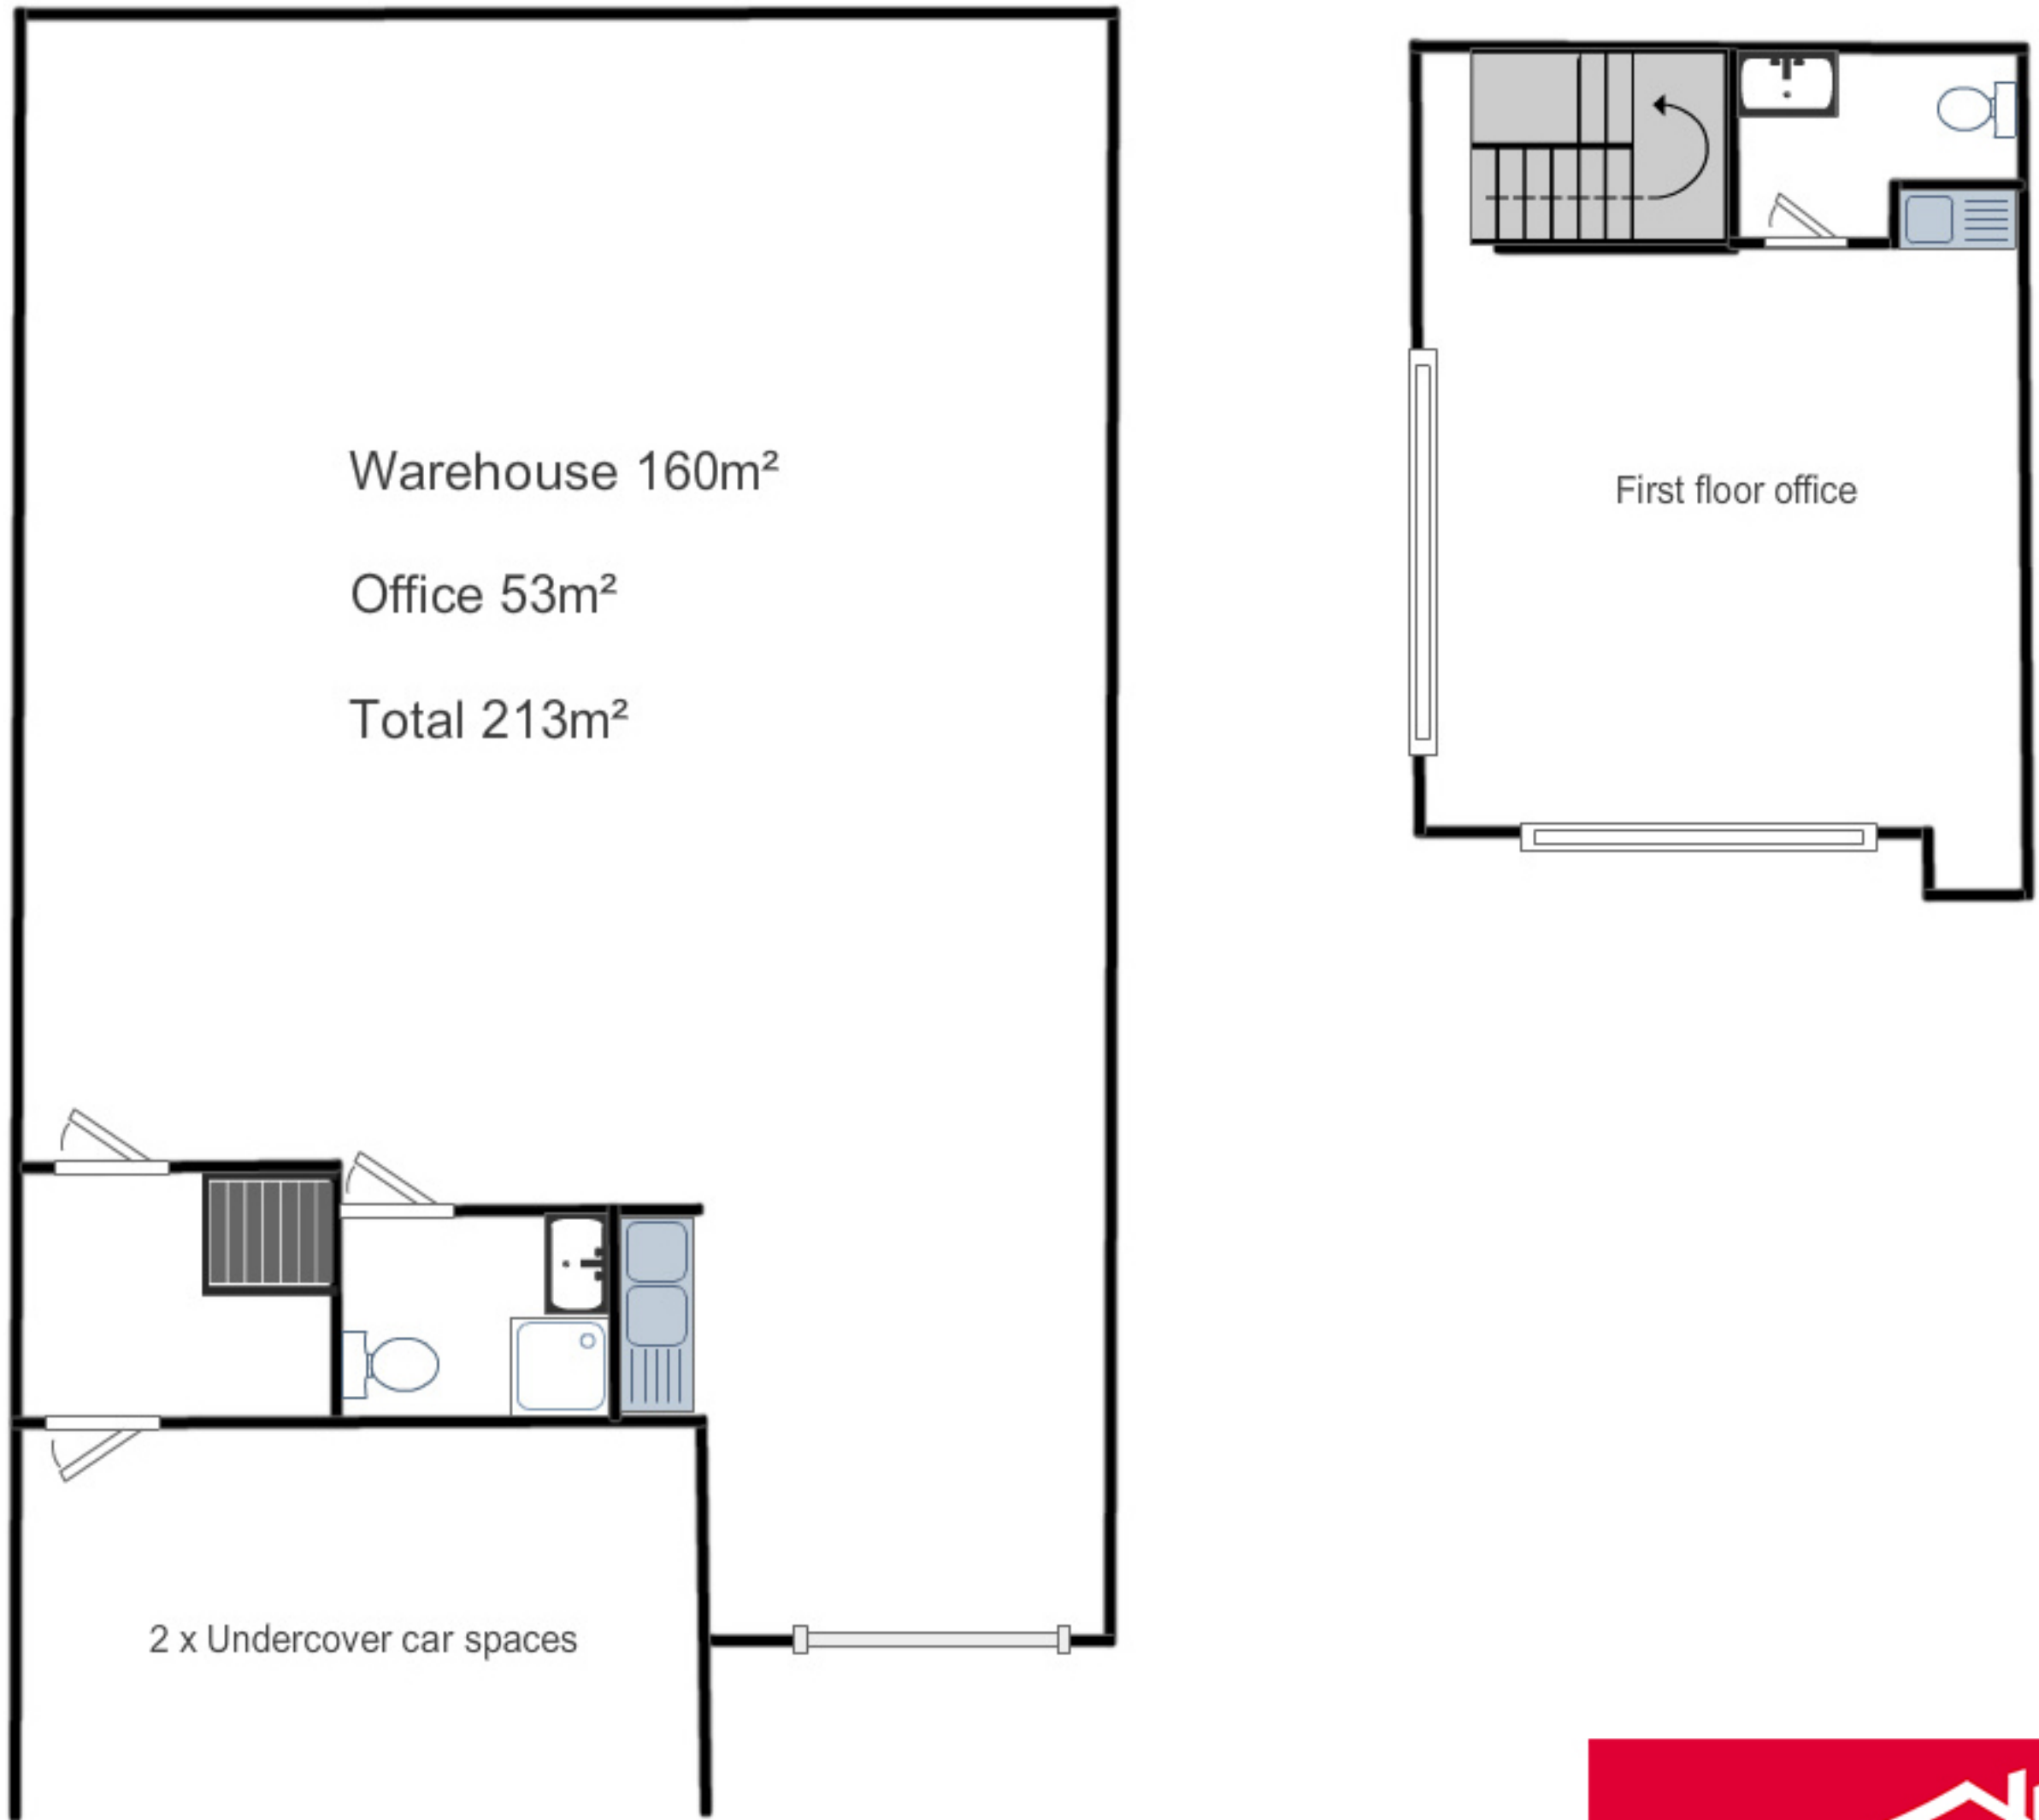 Warehouse 160m²
Office 53m²
Total 213m²
First floor office
2 x Undercover car spaces